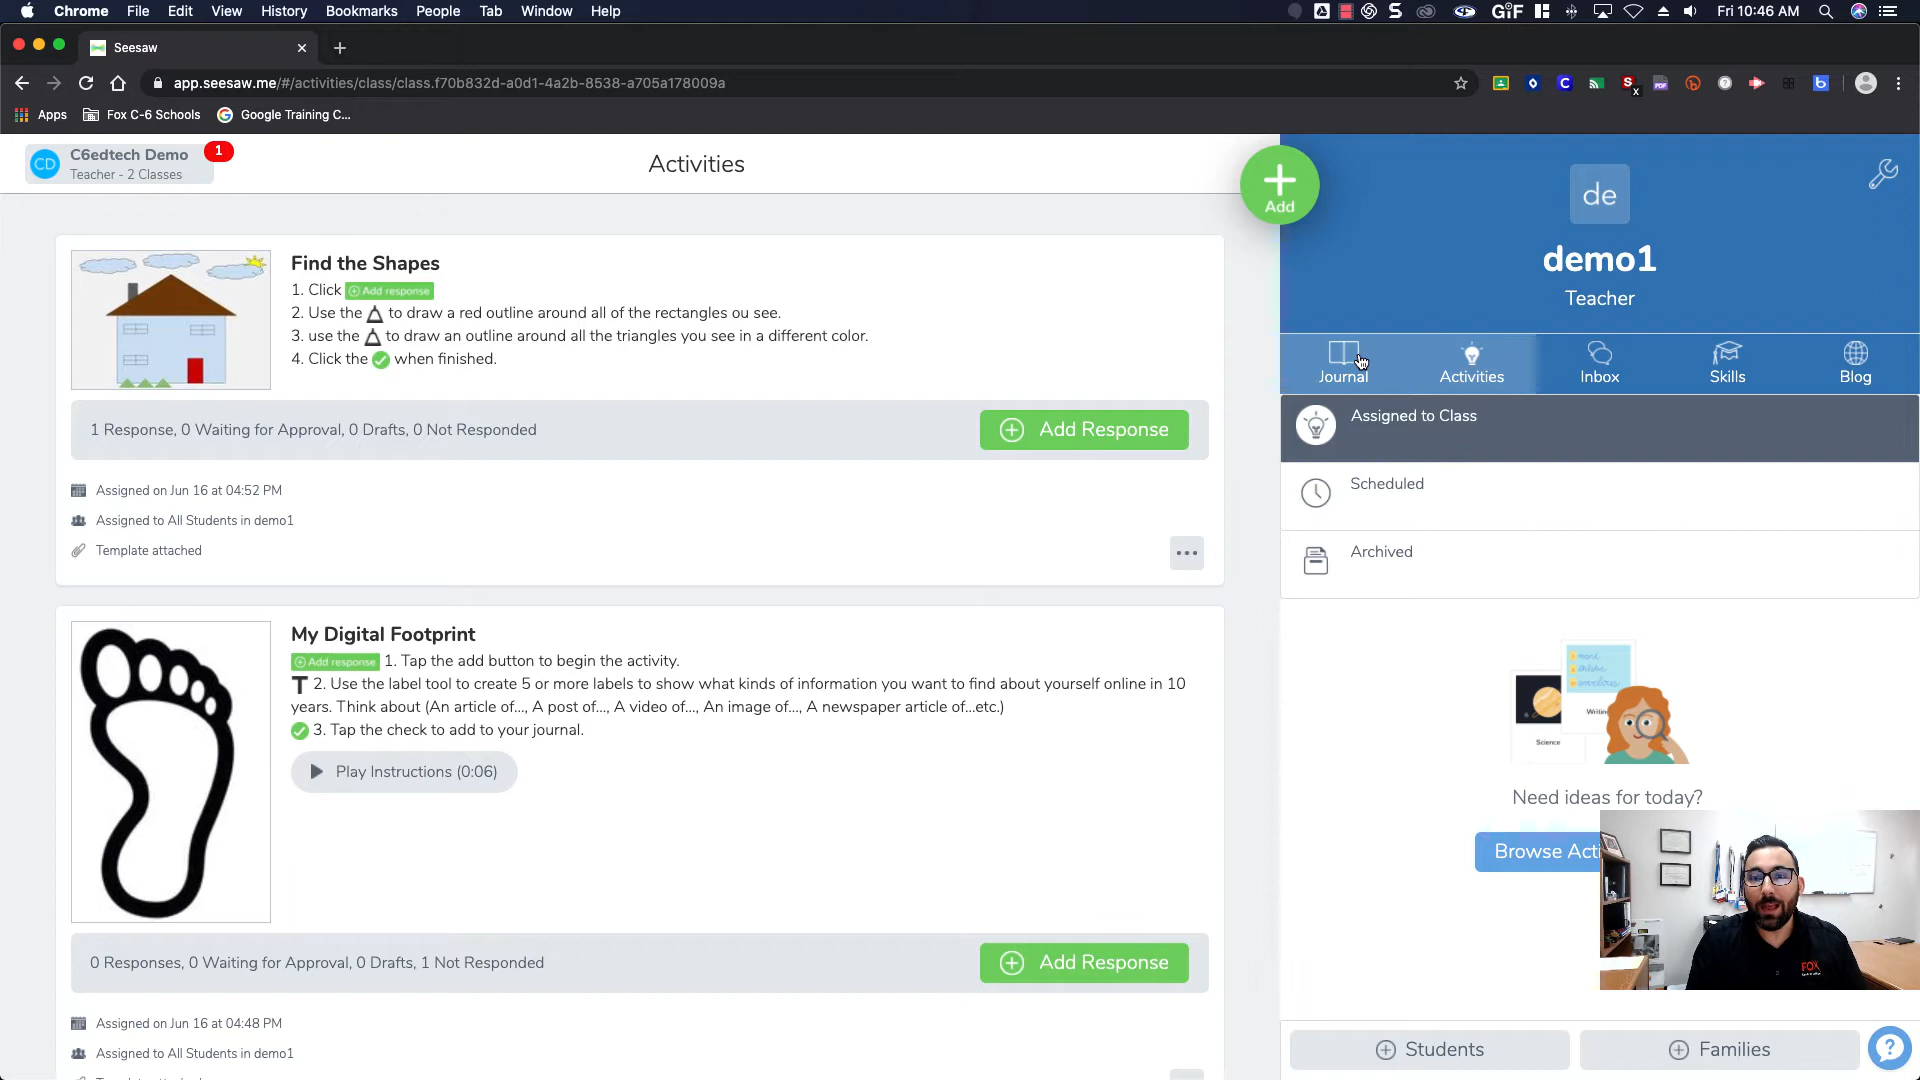 Chrome File Edit View History Bookmarks People Tab Window Help
GIF Fri 10:46 AM
Seesaw
app.seesaw.me/#/activities/class/class.f70b832d-a0d1-4a2b-8538-a705a178009a
Apps Fox C-6 Schools Google Training C...
CD C6edtech Demo 1
Teacher - 2 Classes
Activities
Add
de
demo1
Teacher
Journal Activities Inbox Skills Blog
Assigned to Class
Scheduled
Archived
Find the Shapes
1. Click Add response
2. Use the to draw a red outline around all of the rectangles ou see.
3. use the to draw an outline around all the triangles you see in a different color.
4. Click the when finished.
1 Response, 0 Waiting for Approval, 0 Drafts, 0 Not Responded
Add Response
Assigned on Jun 16 at 04:52 PM
Assigned to All Students in demo1
Template attached
My Digital Footprint
Add response 1. Tap the add button to begin the activity.
T 2. Use the label tool to create 5 or more labels to show what kinds of information you want to find about yourself online in 10
years. Think about (An article of..., A post of..., A video of..., An image of..., A newspaper article of...etc.)
3. Tap the check to add to your journal.
Play Instructions (0:06)
0 Responses, 0 Waiting for Approval, 0 Drafts, 1 Not Responded
Add Response
Assigned on Jun 16 at 04:48 PM
Assigned to All Students in demo1
Science
Need ideas for today?
Browse Acti
FOX
Students
Families
?